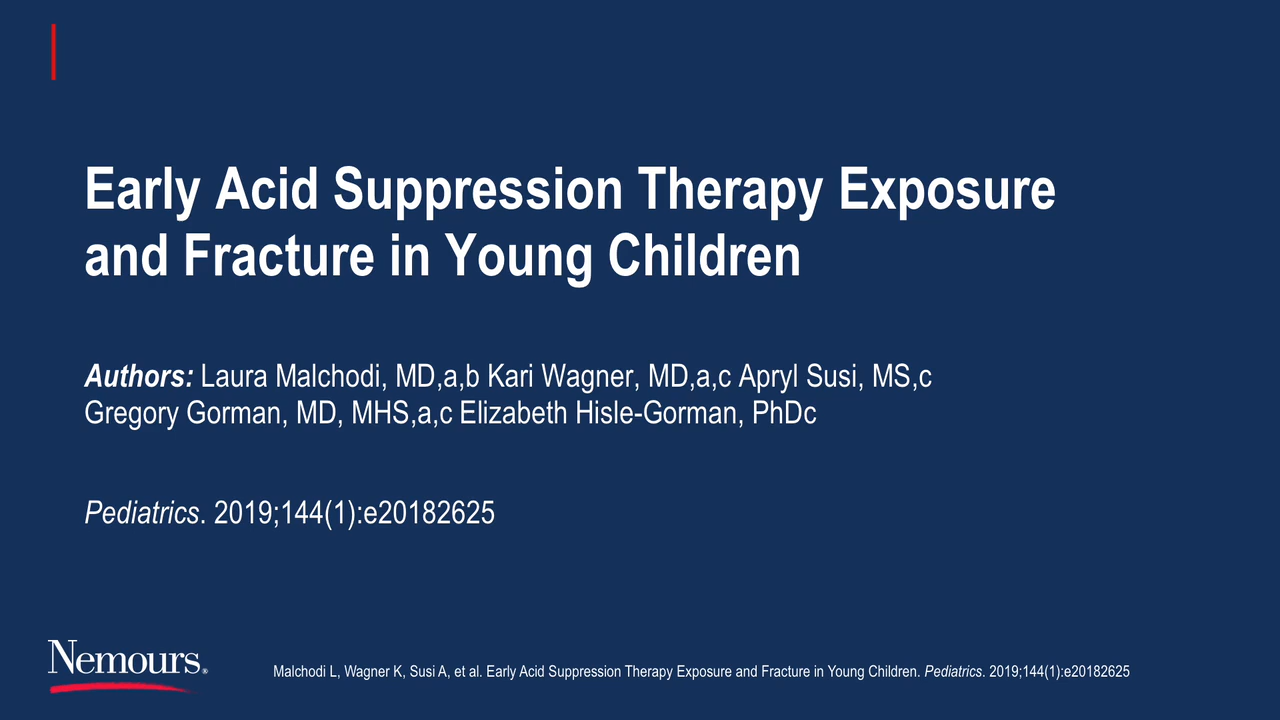 Early Acid Suppression Therapy Exposure
and Fracture in Young Children
Authors: Laura Malchodi, MD,a,b Kari Wagner, MD,a,c Apryl Susi, MS,c
Gregory Gorman, MD, MHS,a,c Elizabeth Hisle-Gorman, PhDc
Pediatrics. 2019;144(1):e20182625
Nemours®
Malchodi L, Wagner K, Susi A, et al. Early Acid Suppression Therapy Exposure and Fracture in Young Children. Pediatrics. 2019;144(1):e20182625